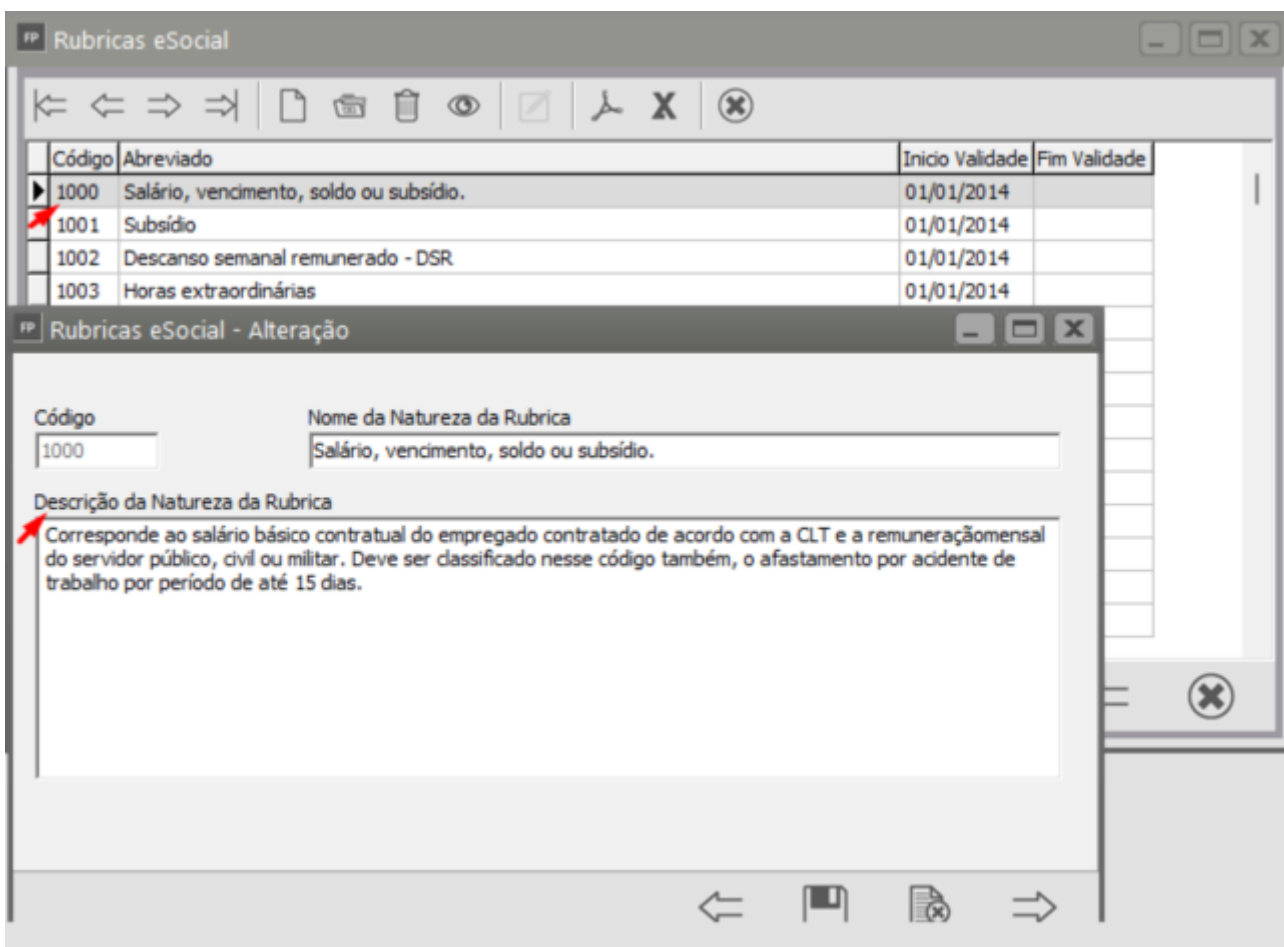 FP Rubricas eSocial
Código Abreviado Inicio Validade Fim Validade
1000 Salário, vencimento, soldo ou subsídio. 01/01/2014
1001 Subsídio 01/01/2014
1002 Descanso semanal remunerado - DSR 01/01/2014
1003 Horas extraordinárias 01/01/2014
FP Rubricas eSocial - Alteração
Código Nome da Natureza da Rubrica
1000 Salário, vencimento, soldo ou subsídio.
Descrição da Natureza da Rubrica
Corresponde ao salário básico contratual do empregado contratado de acordo com a CLT e a remuneraçãomensal
do servidor público, civil ou militar. Deve ser classificado nesse código também, o afastamento por acidente de
trabalho por período de até 15 dias.